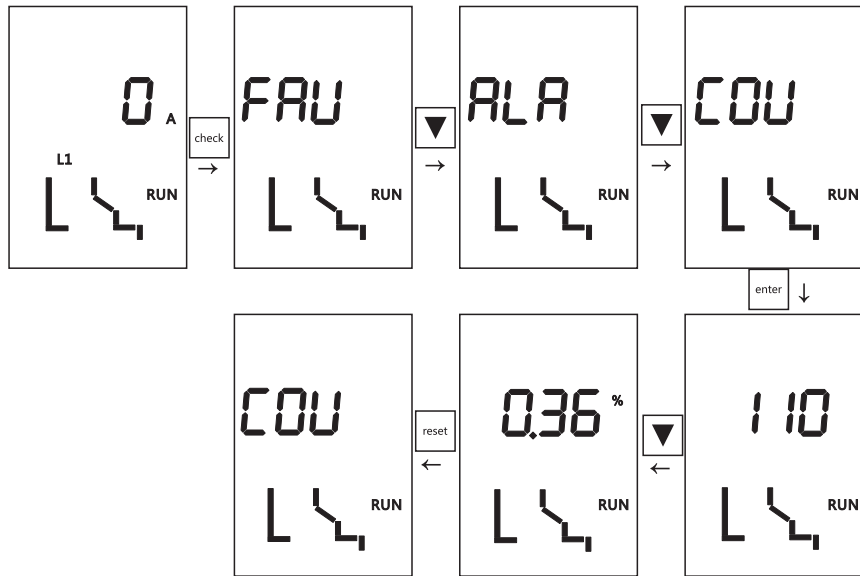 0 A
L1
RUN
check
→
FAU
RUN
▼
→
ALA
RUN
▼
→
COU
RUN
enter ↓
110
RUN
▼
←
0.36 %
RUN
reset
←
COU
RUN